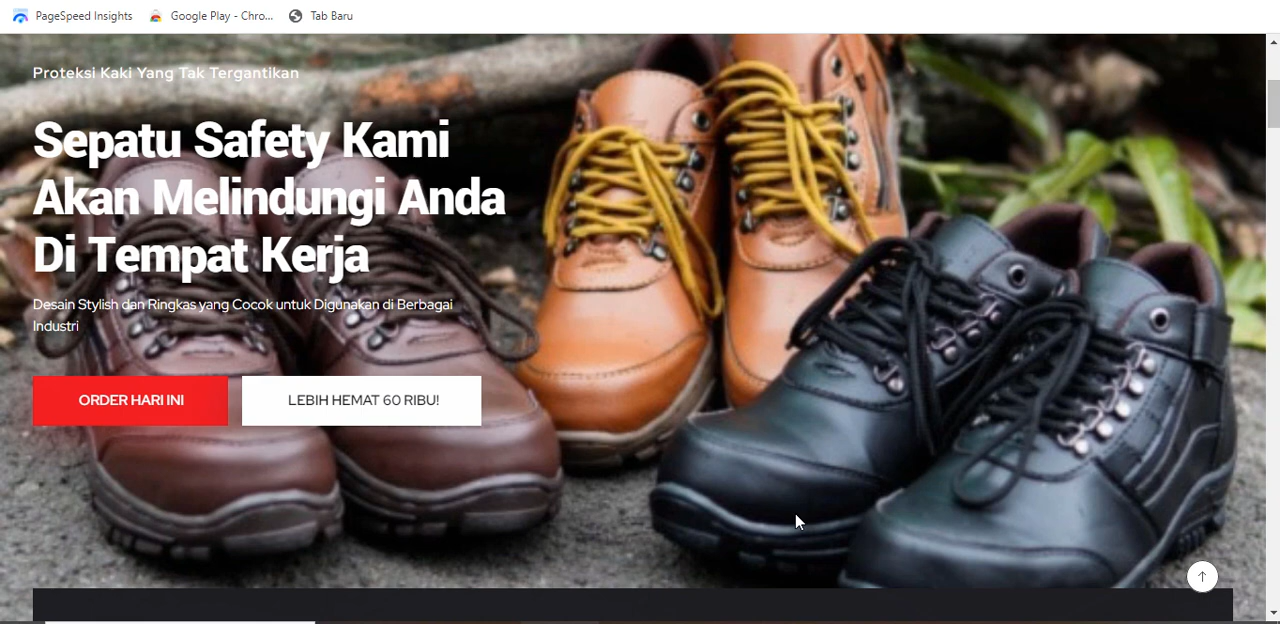 PageSpeed Insights
Google Play - Chro...
Tab Baru
Proteksi Kaki Yang Tak Tergantikan
Sepatu Safety Kami
Akan Melindungi Anda
Di Tempat Kerja
Desain Stylish dan Ringkas yang Cocok untuk Digunakan di Berbagai
Industri
ORDER HARI INI
LEBIH HEMAT 60 RIBU!